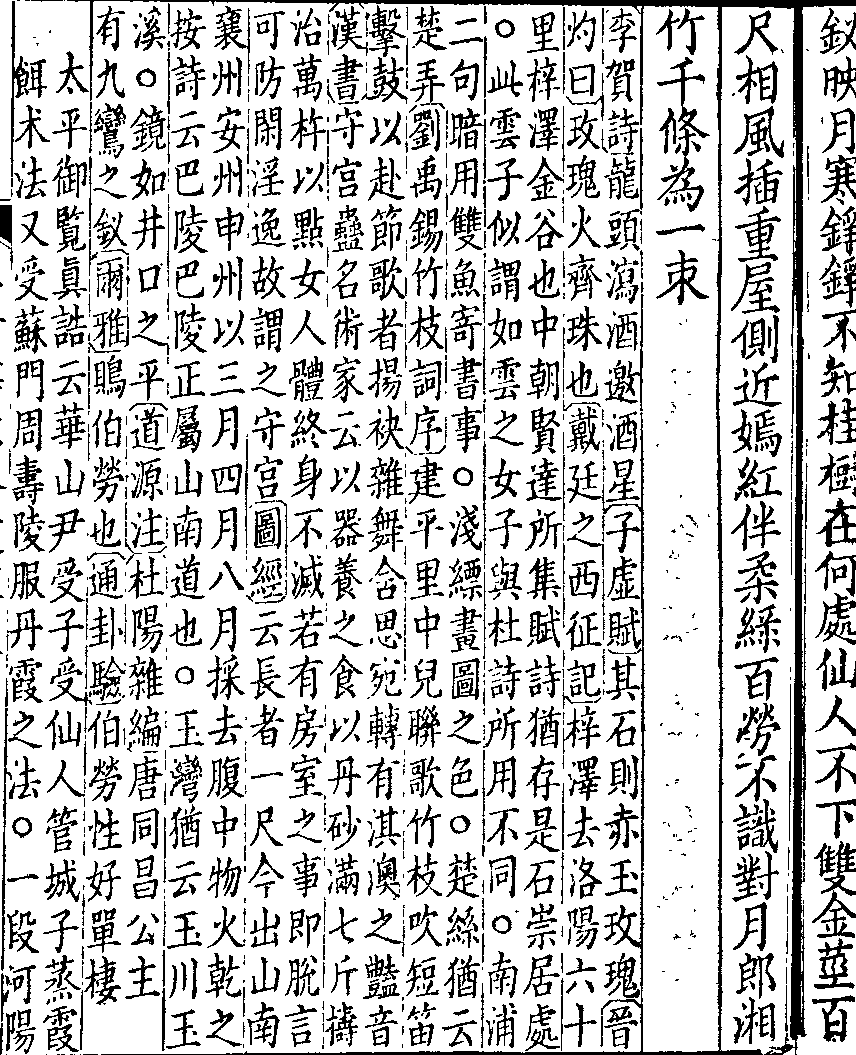 釵映月寒錚錚不知桂樹在何處仙人不下雙金莖百
尺相風插重屋側近嫣紅伴柔綠百勞不識對月郎湘
竹千條為一束
李賀詩龍頭瀉酒邀酒星子虛賦其石則赤玉玫瑰晉
灼曰玫瑰火齊珠也戴延之西征記梓澤去洛陽六十
里梓澤金谷也中朝賢達所集賦詩猶存是石崇居處
○此雲子似謂如雲之女子與杜詩所用不同○南浦
二句暗用雙魚寄書事○淺縹畫圖之色○楚絲猶云
楚弄劉禹錫竹枝詞序建平里中兒聯歌竹枝吹短笛
擊鼓以赴節歌者揚袂雜舞含思宛轉有淇澳之豔音
漢書守宮蟲名術家云以器養之食以丹砂滿七斤擣
治萬杵以點女人體終身不滅若有房室之事即脫言
可防閑淫逸故謂之守宮圖經云長者一尺今出山南
襄州安州申州以三月四月八月採去腹中物火乾之
按詩云巴陵巴陵正屬山南道也○玉灣猶云玉川玉
溪○鏡如井口之平道源注杜陽雜編唐同昌公主
有九鸞之釵爾雅鵙伯勞也通卦驗伯勞性好單棲
太平御覧真誥云華山尹受子受仙人管城子蒸霞
餌术法又受蘇門周壽陵服丹霞之法○一段河陽